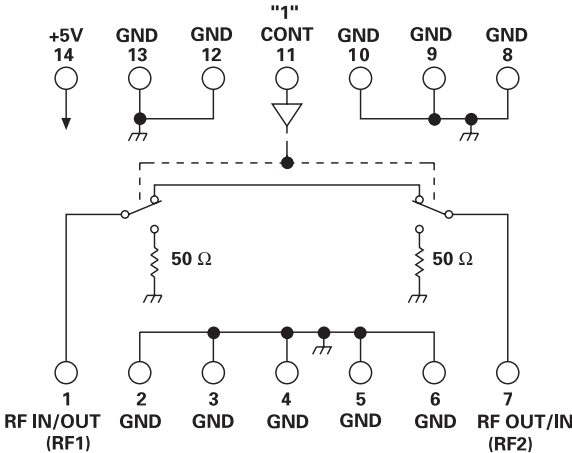 "1"
+5V GND GND CONT GND GND GND
14 13 12 11 10 9 8
50 Ω 50 Ω
1 2 3 4 5 6 7
RF IN/OUT GND GND GND GND GND RF OUT/IN
(RF1) (RF2)